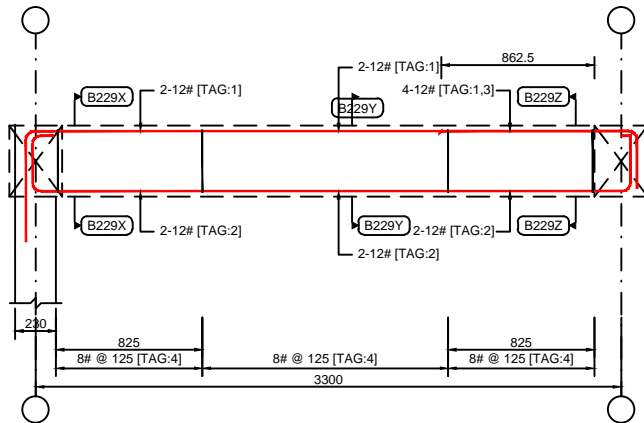 862.5
2-12# [TAG:1]
2-12# [TAG:1]
4-12# [TAG:1,3]
B229X
B229Y
B229Z
B229X
B229Y
B229Z
2-12# [TAG:2]
2-12# [TAG:2]
2-12# [TAG:2]
230
825
825
8# @ 125 [TAG:4]
8# @ 125 [TAG:4]
8# @ 125 [TAG:4]
3300